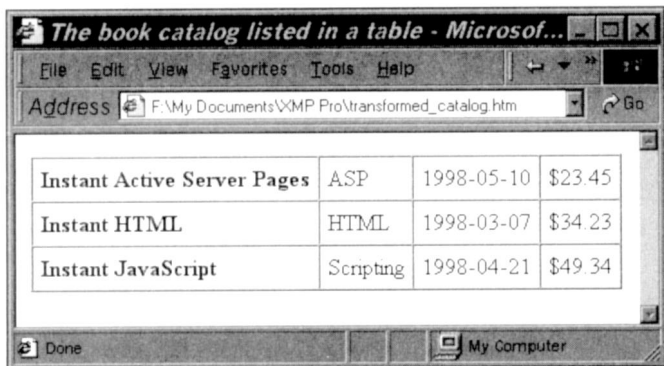 The book catalog listed in a table - Microsof...
File Edit View Favorites Tools Help »
Address F:\My Documents\XMP Pro\transformed_catalog.htm Go
Instant Active Server Pages ASP 1998-05-10 $23.45
Instant HTML HTML 1998-03-07 $34.23
Instant JavaScript Scripting 1998-04-21 $49.34
Done My Computer